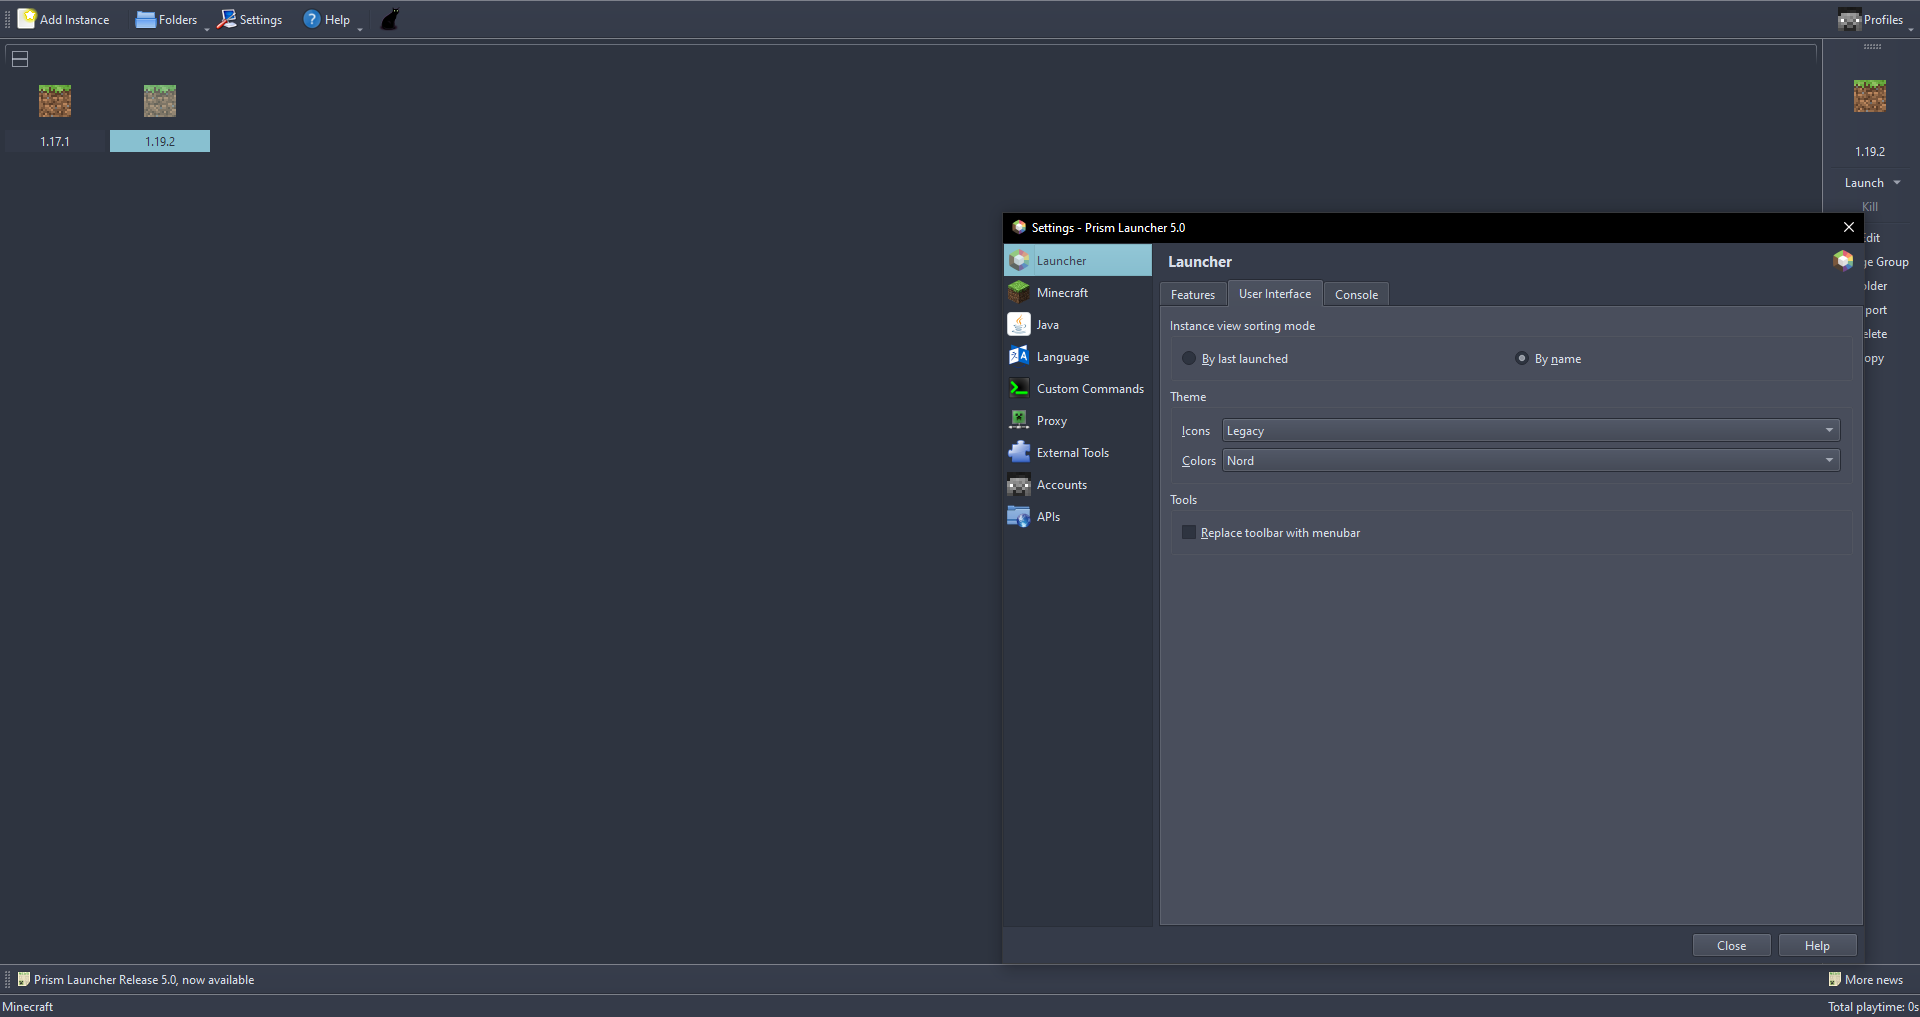 Add Instance Folders Settings Help Profiles
1.17.1 1.19.2
1.19.2
Launch
Kill
Settings - Prism Launcher 5.0
Launcher
Minecraft
Java
Language
Custom Commands
Proxy
External Tools
Accounts
APIs
Launcher
Features User Interface Console
Instance view sorting mode
By last launched By name
Theme
Icons Legacy
Colors Nord
Tools
Replace toolbar with menubar
Close Help
dit
ge Group
older
port
elete
opy
Prism Launcher Release 5.0, now available More news
Minecraft Total playtime: 0s